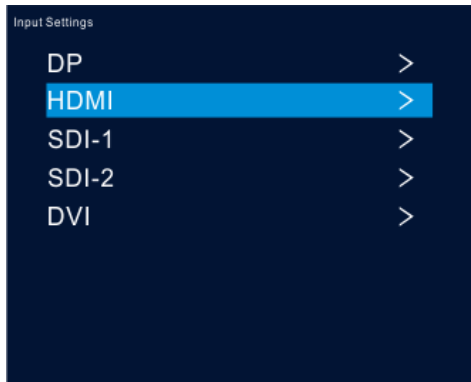 Input Settings
DP >
HDMI >
SDI-1 >
SDI-2 >
DVI >